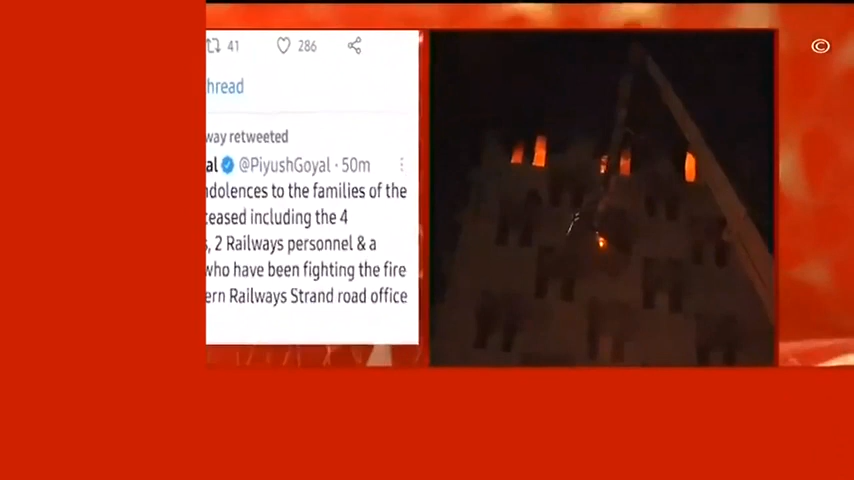 41 286
hread
way retweeted
al @PiyushGoyal · 50m
ndolences to the families of the
ceased including the 4
s, 2 Railways personnel & a
who have been fighting the fire
ern Railways Strand road office
©